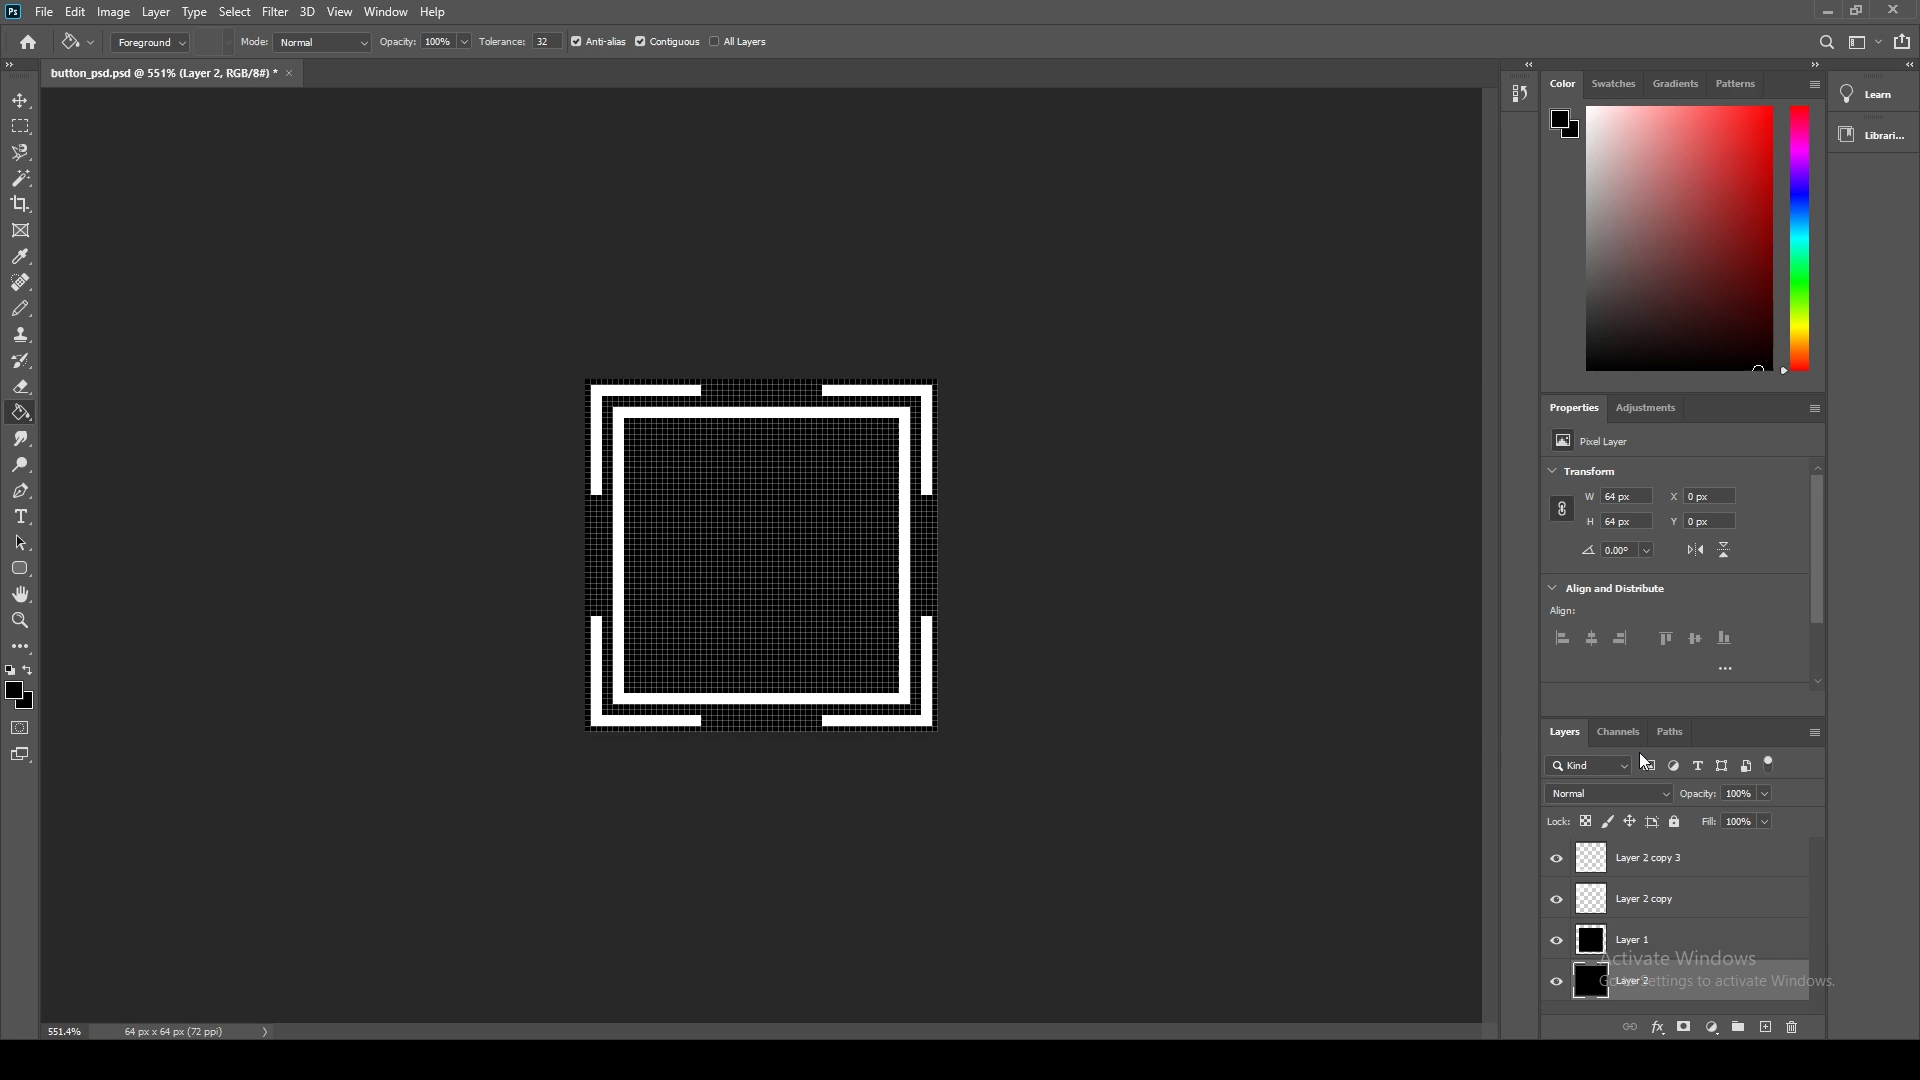 Ps File Edit Image Layer Type Select Filter 3D View Window Help
Foreground Mode: Normal Opacity: 100% Tolerance: 32 Anti-alias Contiguous All Layers
button_psd.psd @ 551% (Layer 2, RGB/8#) * ×
Color Swatches Gradients Patterns
Learn
Librari...
Properties Adjustments
Pixel Layer
Transform
W 64 px X 0 px
H 64 px Y 0 px
0.00°
Align and Distribute
Align:
Layers Channels Paths
Kind
Normal Opacity: 100%
Lock: Fill: 100%
Layer 2 copy 3
Layer 2 copy
Layer 1
Activate Windows
Layer 2
Go to Settings to activate Windows.
fx
551.4% 64 px x 64 px (72 ppi)